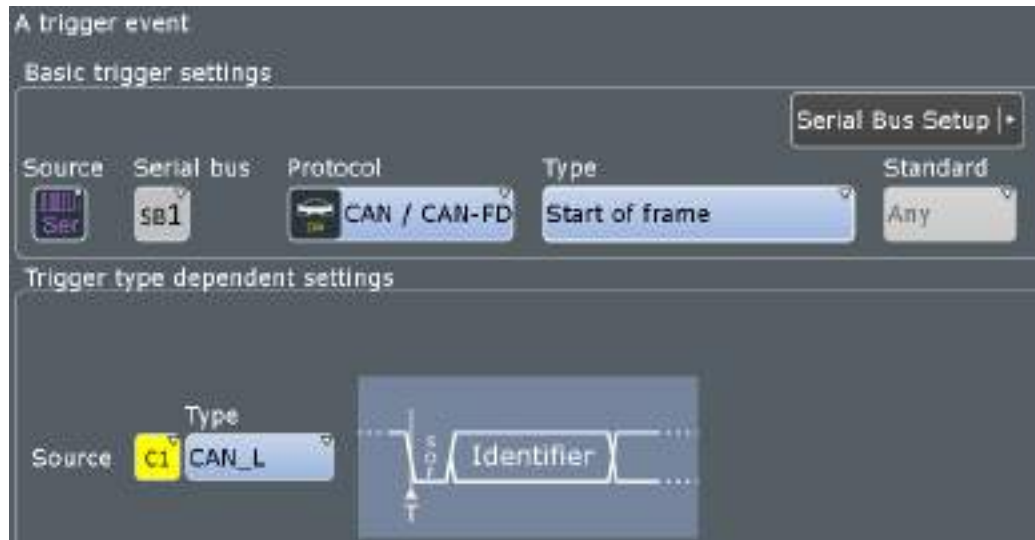 A trigger event
Basic trigger settings
Serial Bus Setup
Source Serial bus Protocol Type Standard
Ser SB1 CAN / CAN-FD Start of frame Any
Trigger type dependent settings
Type
Source C1 CAN_L
SOF Identifier
T